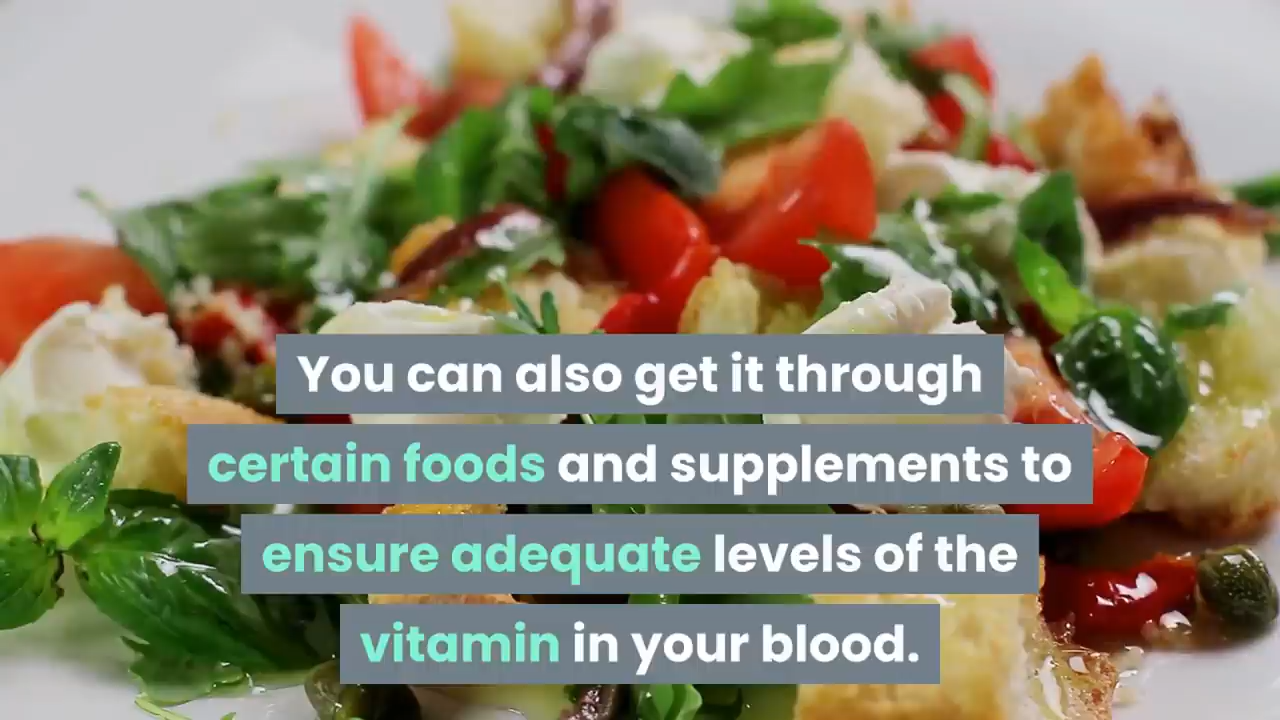 You can also get it through
certain foods and supplements to
ensure adequate levels of the
vitamin in your blood.